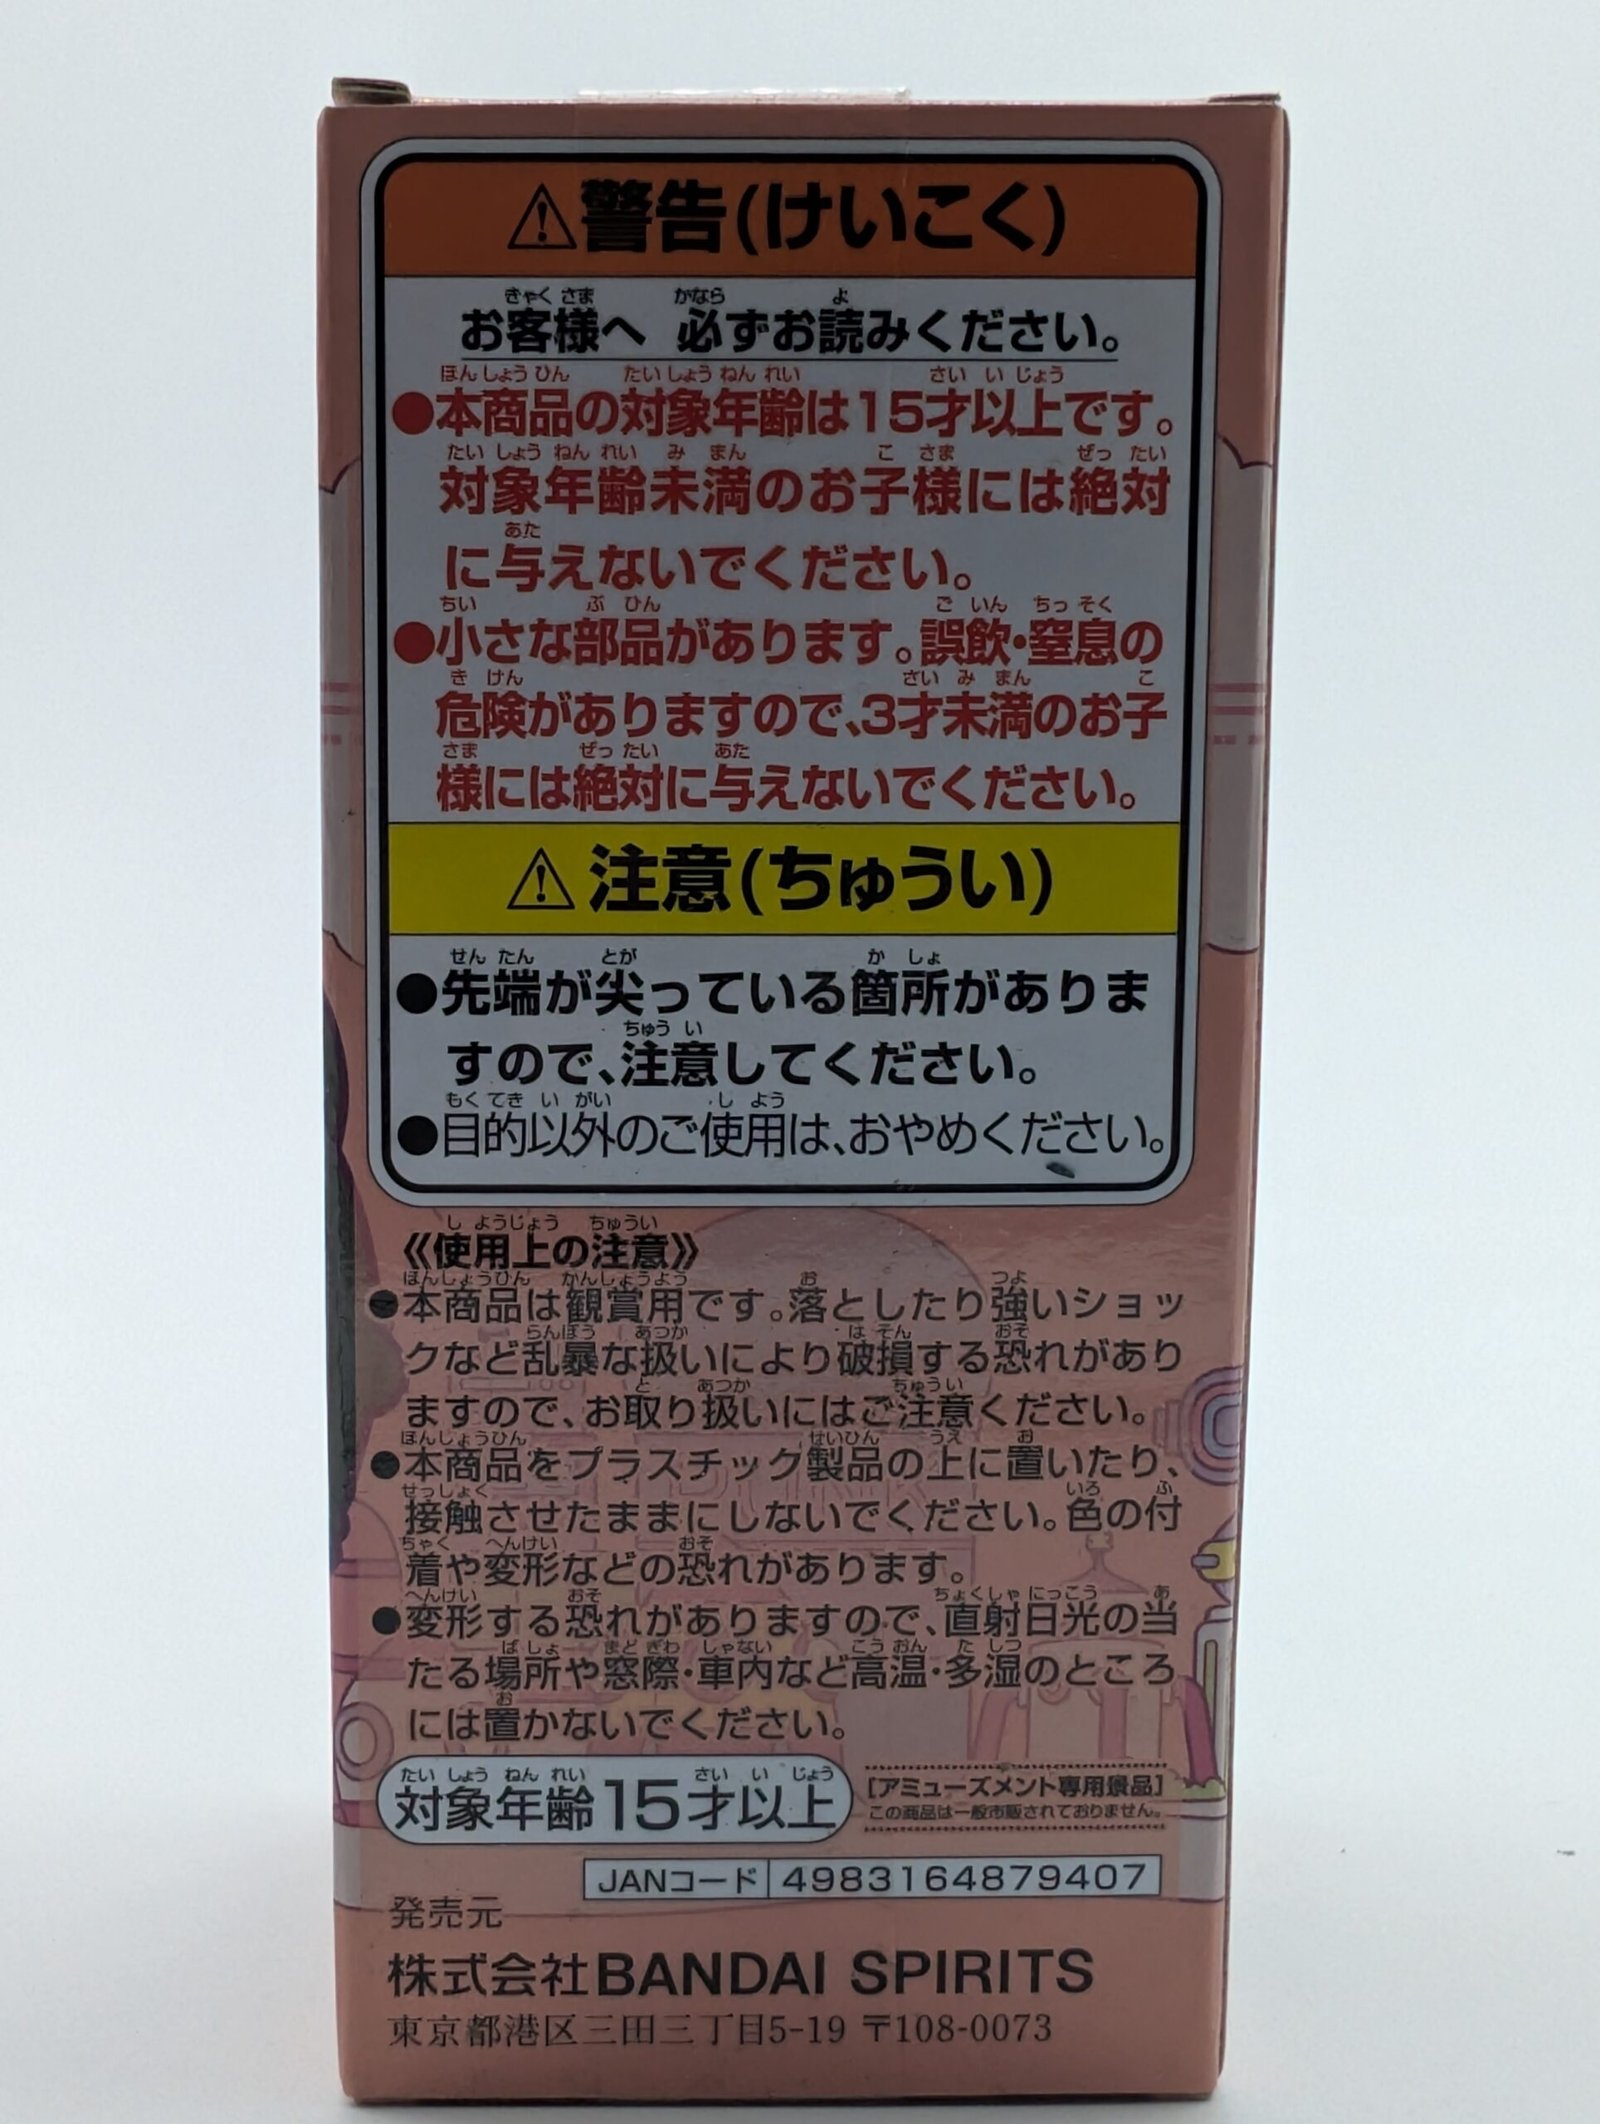 ⚠警告(けいこく)
お客様へ 必ずお読みください。
●本商品の対象年齢は15才以上です。
対象年齢未満のお子様には絶対
に与えないでください。
●小さな部品があります。誤飲・窒息の
危険がありますので、3才未満のお子
様には絶対に与えないでください。
⚠注意(ちゅうい)
●先端が尖っている箇所がありま
すので、注意してください。
●目的以外のご使用は、おやめください。
《使用上の注意》
●本商品は観賞用です。落としたり強いショッ
クなど乱暴な扱いにより破損する恐れがあり
ますので、お取り扱いにはご注意ください。
●本商品をプラスチック製品の上に置いたり、
接触させたままにしないでください。色の付
着や変形などの恐れがあります。
●変形する恐れがありますので、直射日光の当
たる場所や窓際・車内など高温・多湿のところ
には置かないでください。
対象年齢15才以上
[アミューズメント専用景品]
この商品は一般市販されておりません。
JANコード 4983164879407
発売元
株式会社BANDAI SPIRITS
東京都港区三田三丁目5-19 〒108-0073